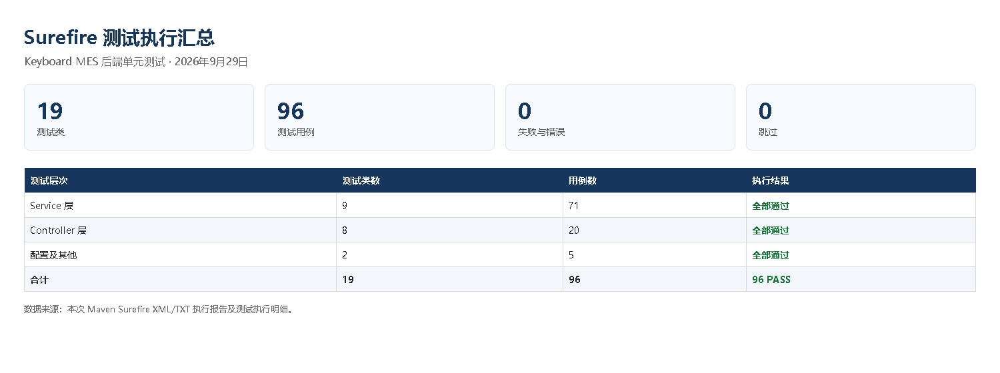 Surefire 测试执行汇总
Keyboard MES 后端单元测试 · 2026年9月29日
19 96 0 0
测试类 测试用例 失败与错误 跳过
测试层次 测试类数 用例数 执行结果
Service 层 9 71 全部通过
Controller 层 8 20 全部通过
配置及其他 2 5 全部通过
合计 19 96 96 PASS
数据来源：本次 Maven Surefire XML/TXT 执行报告及测试执行明细。